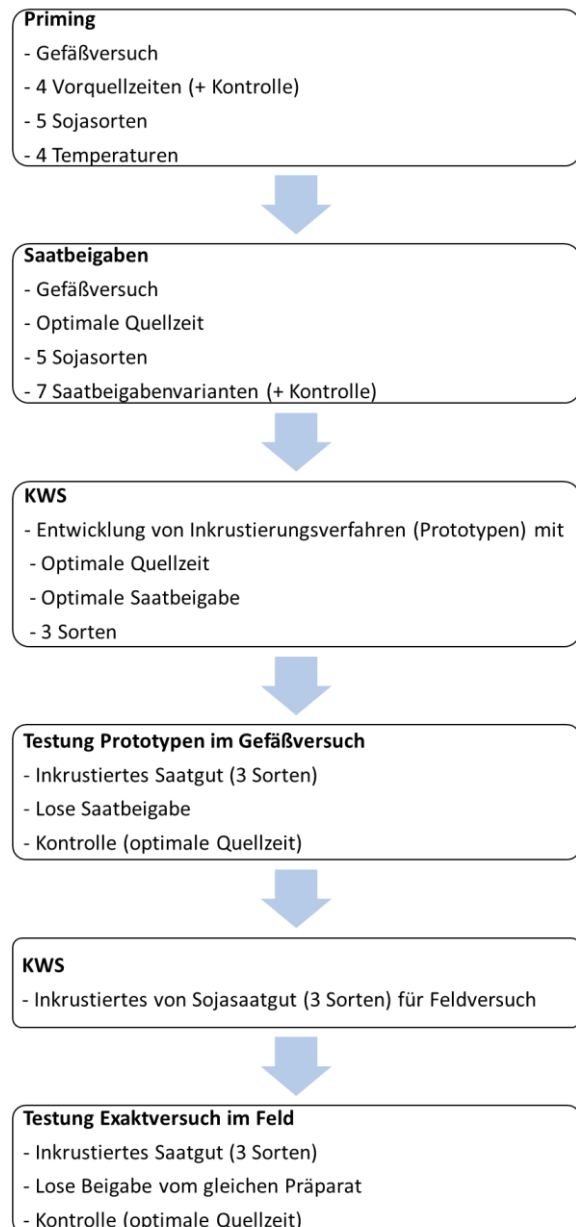 Priming
- Gefäßversuch
- 4 Vorquellzeiten (+ Kontrolle)
- 5 Sojasorten
- 4 Temperaturen
Saatbeigaben
- Gefäßversuch
- Optimale Quellzeit
- 5 Sojasorten
- 7 Saatbeigabenvarianten (+ Kontrolle)
KWS
- Entwicklung von Inkrustierungsverfahren (Prototypen) mit
- Optimale Quellzeit
- Optimale Saatbeigabe
- 3 Sorten
Testung Prototypen im Gefäßversuch
- Inkrustiertes Saatgut (3 Sorten)
- Lose Saatbeigabe
- Kontrolle (optimale Quellzeit)
KWS
- Inkrustiertes von Sojasaatgut (3 Sorten) für Feldversuch
Testung Exaktversuch im Feld
- Inkrustiertes Saatgut (3 Sorten)
- Lose Beigabe vom gleichen Präparat
- Kontrolle (optimale Quellzeit)